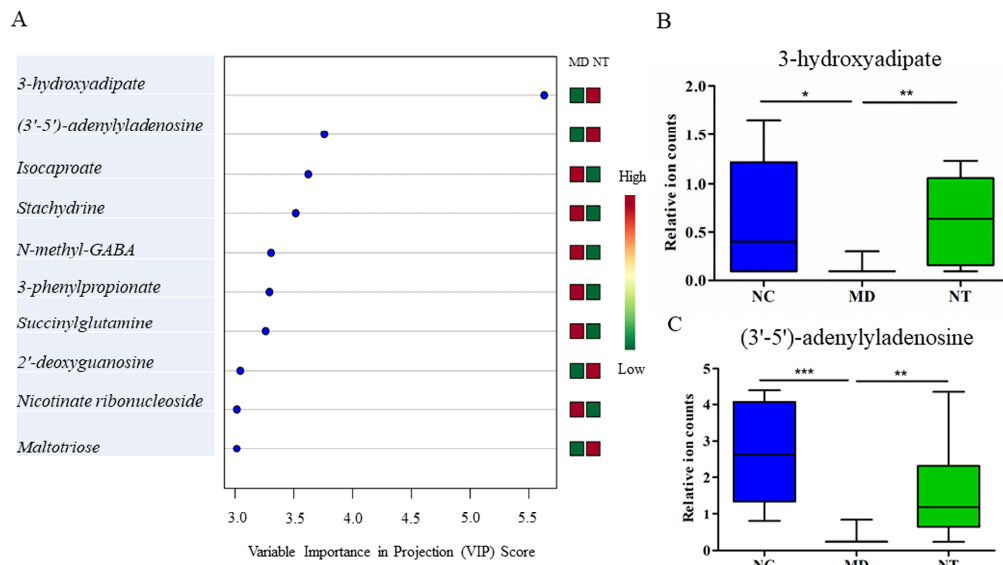 A
3-hydroxyadipate
(3'-5')-adenylyladenosine
Isocaproate
Stachydrine
N-methyl-GABA
3-phenylpropionate
Succinylglutamine
2'-deoxyguanosine
Nicotinate ribonucleoside
Maltotriose
MD NT
High
Low
3.0 3.5 4.0 4.5 5.0 5.5
Variable Importance in Projection (VIP) Score
B
3-hydroxyadipate
Relative ion counts
2.0
1.5
1.0
0.5
0.0
* **
NC MD NT
C
(3'-5')-adenylyladenosine
Relative ion counts
5
4
3
2
1
0
*** **
NC MD NT